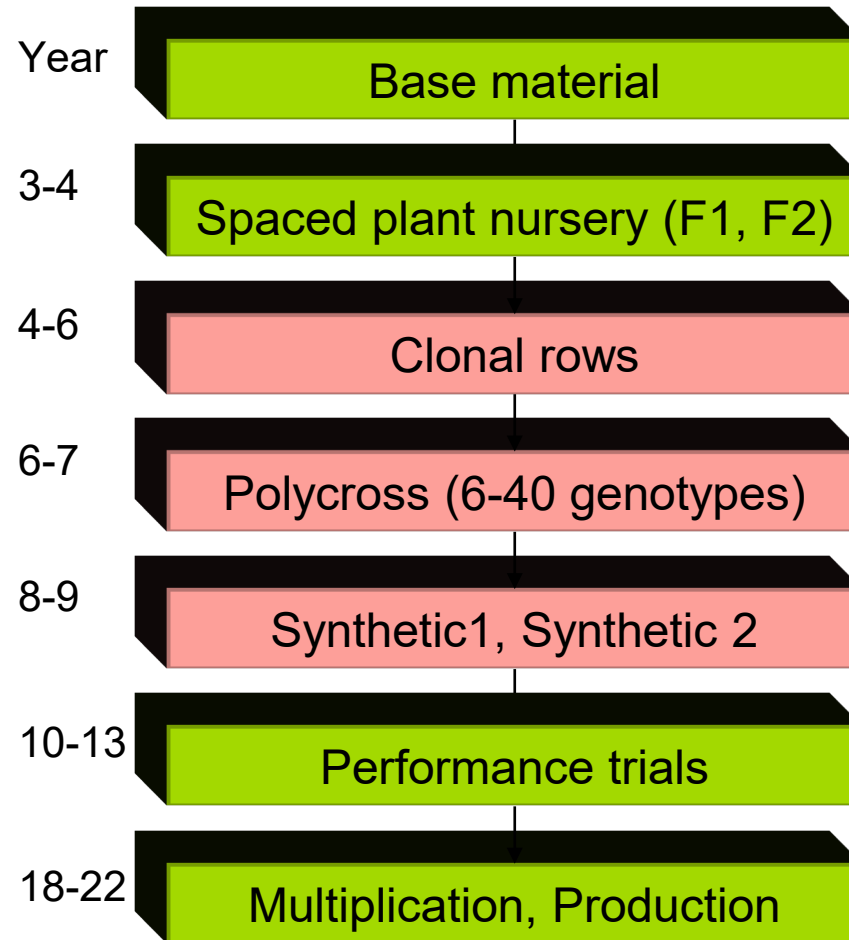 Year
Base material
3-4
Spaced plant nursery (F1, F2)
4-6
Clonal rows
6-7
Polycross (6-40 genotypes)
8-9
Synthetic1, Synthetic 2
10-13
Performance trials
18-22
Multiplication, Production